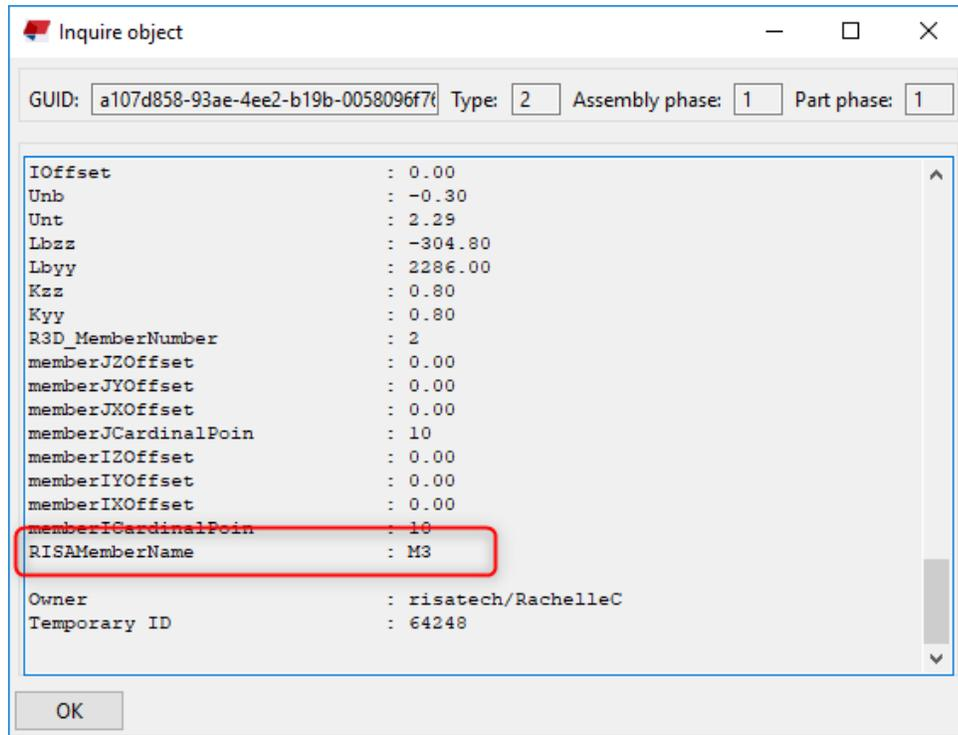 Inquire object
GUID: a107d858-93ae-4ee2-b19b-0058096f76 Type: 2 Assembly phase: 1 Part phase: 1
IOffset : 0.00
Unb : -0.30
Unt : 2.29
Lbzz : -304.80
Lbyy : 2286.00
Kzz : 0.80
Kyy : 0.80
R3D_MemberNumber : 2
memberJZOffset : 0.00
memberJYOffset : 0.00
memberJXOffset : 0.00
memberJCardinalPoin : 10
memberIZOffset : 0.00
memberIYOffset : 0.00
memberIXOffset : 0.00
memberICardinalPoin : 10
RISAMemberName : M3
Owner : risatech/RachelleC
Temporary ID : 64248
OK